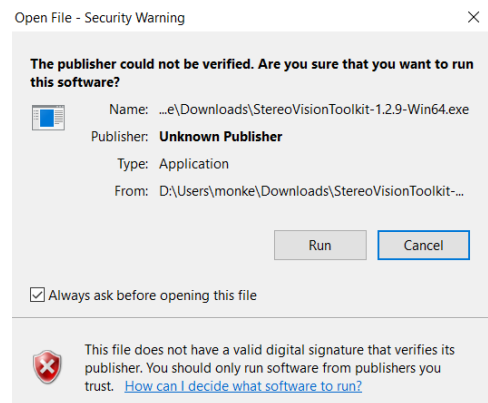 Open File - Security Warning
The publisher could not be verified. Are you sure that you want to run
this software?
Name: ...e\Downloads\StereoVisionToolkit-1.2.9-Win64.exe
Publisher: Unknown Publisher
Type: Application
From: D:\Users\monke\Downloads\StereoVisionToolkit-...
Run Cancel
Always ask before opening this file
This file does not have a valid digital signature that verifies its
publisher. You should only run software from publishers you
trust. How can I decide what software to run?